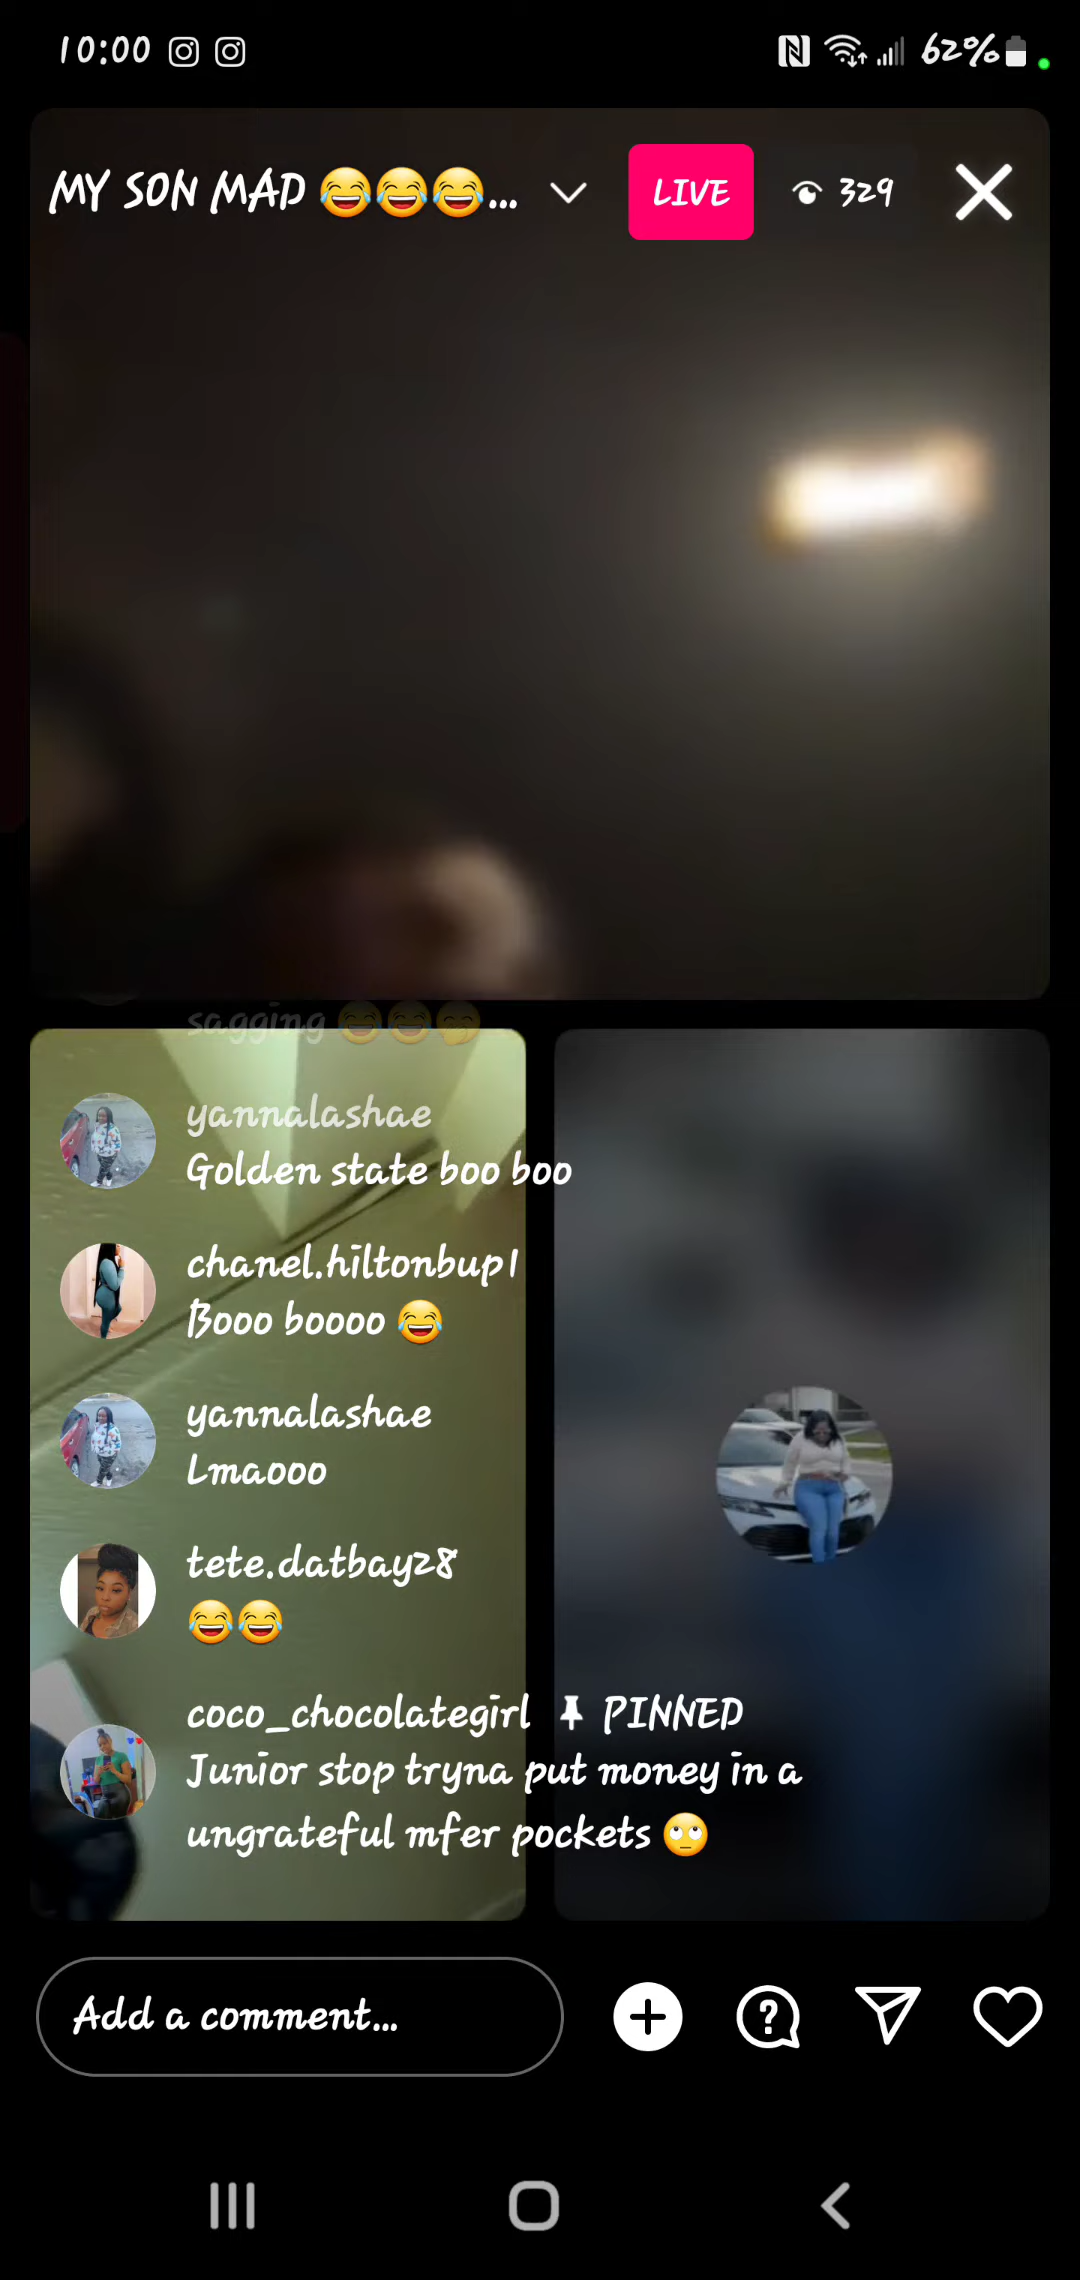 10:00 62%
MY SON MAD 😂😂😂... LIVE 329
sagging 😂😂🤭
yannalashae
Golden state boo boo
chanel.hiltonbup1
Booo boooo 😂
yannalashae
Lmaooo
tete.datbay28
😂😂
coco_chocolategirl PINNED
Junior stop tryna put money in a
ungrateful mfer pockets 🙄
Add a comment...